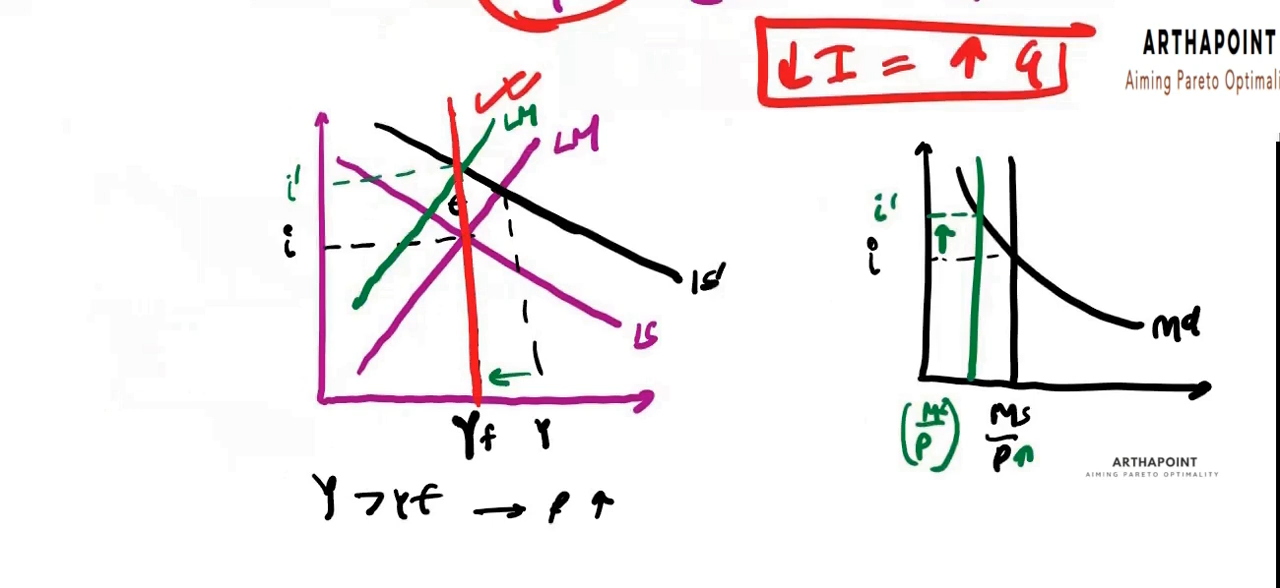 ↓I = ↑ G
ARTHAPOINT
Aiming Pareto Optimali
LM
LM
i'
i
IS'
IS
Yf Y
Y > Yf → P ↑
i'
i
Md
(Ms/P) Ms/P↑
ARTHAPOINT
AIMING PARETO OPTIMALITY